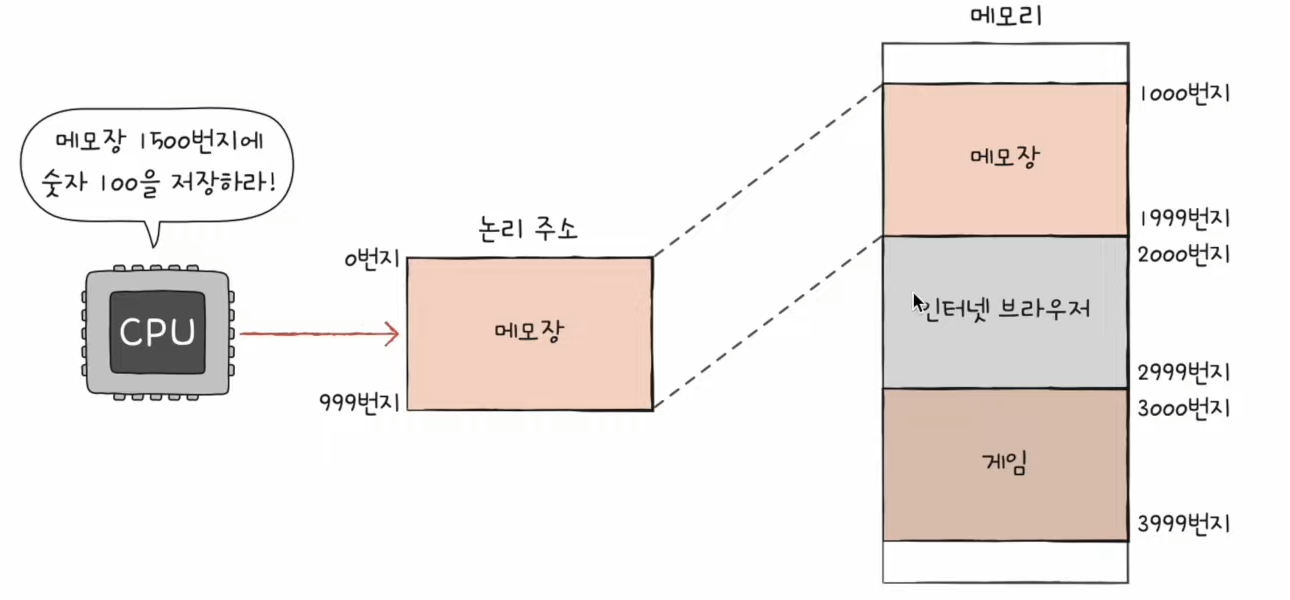 메모리
1000번지
메모장 1500번지에
숫자 100을 저장하라!
메모장
1999번지
논리 주소
0번지
2000번지
인터넷 브라우저
CPU
메모장
2999번지
999번지
3000번지
게임
3999번지